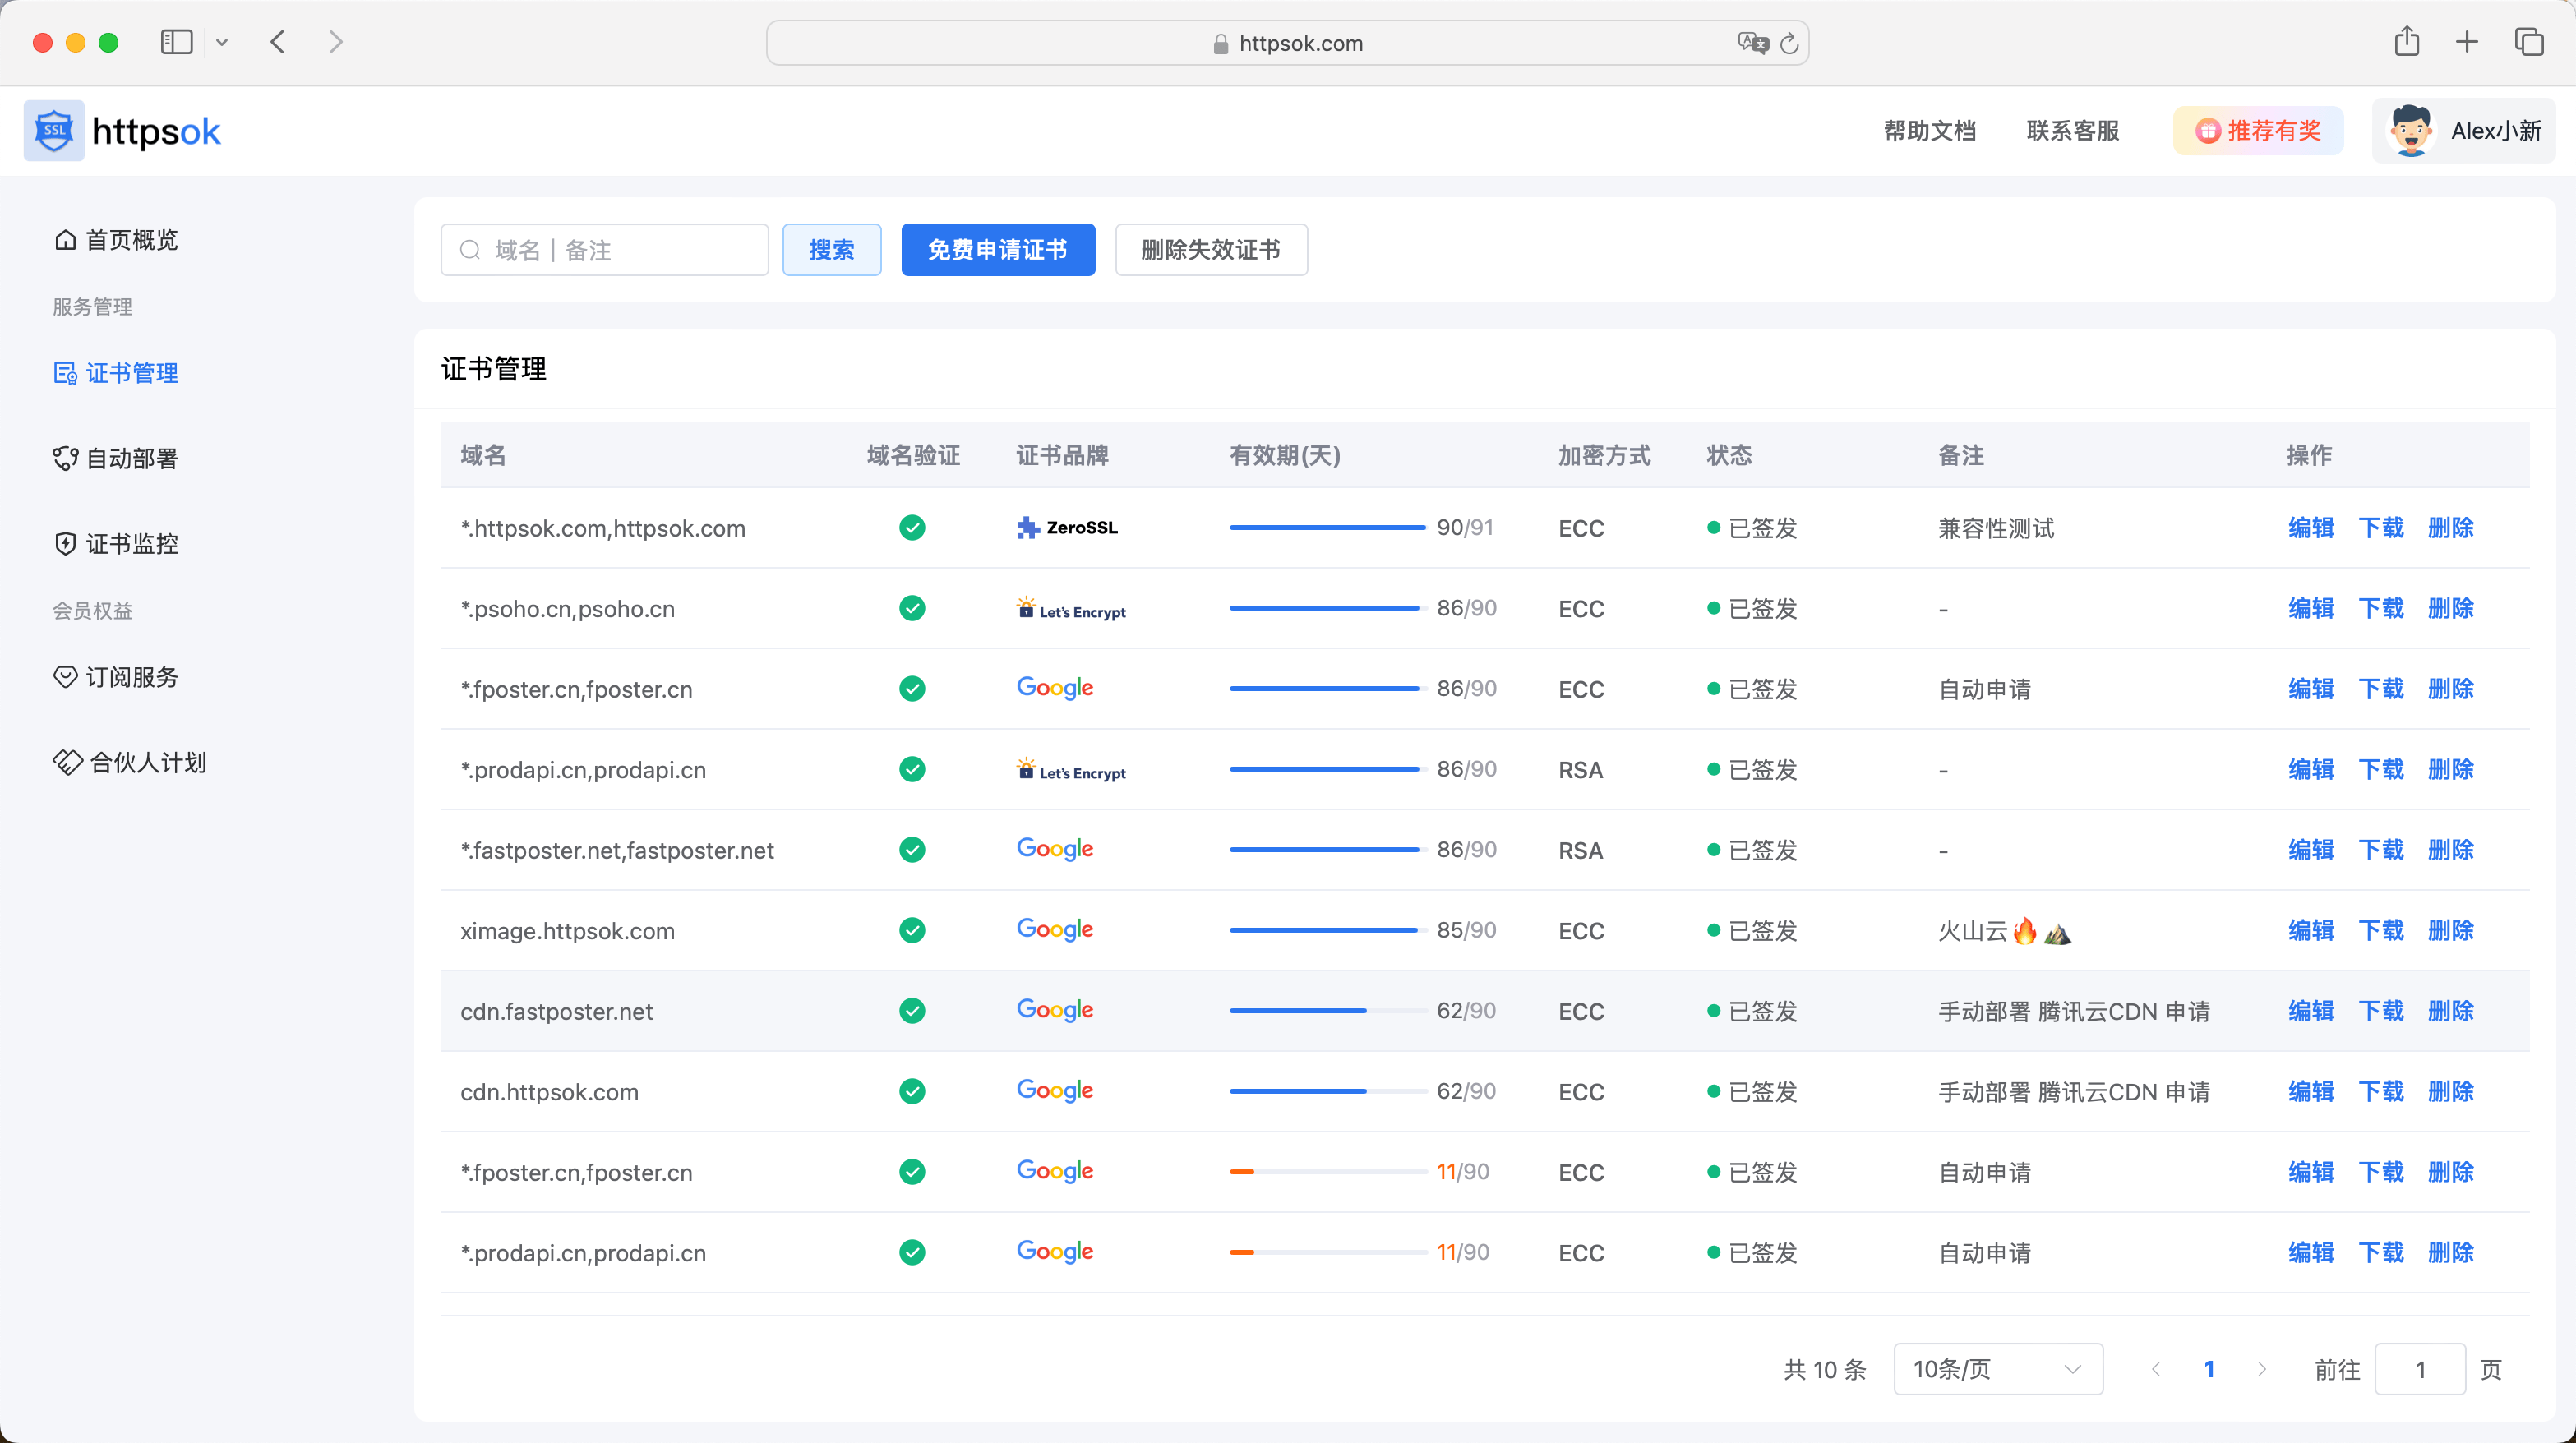 httpsok.com
SSL httpsok
帮助文档 联系客服 推荐有奖 Alex小新
首页概览
服务管理
证书管理
自动部署
证书监控
会员权益
订阅服务
合伙人计划
域名 | 备注 搜索 免费申请证书 删除失效证书
证书管理
域名 域名验证 证书品牌 有效期(天) 加密方式 状态 备注 操作
*.httpsok.com,httpsok.com ZeroSSL 90/91 ECC 已签发 兼容性测试 编辑 下载 删除
*.psoho.cn,psoho.cn Let's Encrypt 86/90 ECC 已签发 - 编辑 下载 删除
*.fposter.cn,fposter.cn Google 86/90 ECC 已签发 自动申请 编辑 下载 删除
*.prodapi.cn,prodapi.cn Let's Encrypt 86/90 RSA 已签发 - 编辑 下载 删除
*.fastposter.net,fastposter.net Google 86/90 RSA 已签发 - 编辑 下载 删除
ximage.httpsok.com Google 85/90 ECC 已签发 火山云🔥⛰️ 编辑 下载 删除
cdn.fastposter.net Google 62/90 ECC 已签发 手动部署 腾讯云CDN 申请 编辑 下载 删除
cdn.httpsok.com Google 62/90 ECC 已签发 手动部署 腾讯云CDN 申请 编辑 下载 删除
*.fposter.cn,fposter.cn Google 11/90 ECC 已签发 自动申请 编辑 下载 删除
*.prodapi.cn,prodapi.cn Google 11/90 ECC 已签发 自动申请 编辑 下载 删除
共 10 条 10条/页 1 前往 1 页